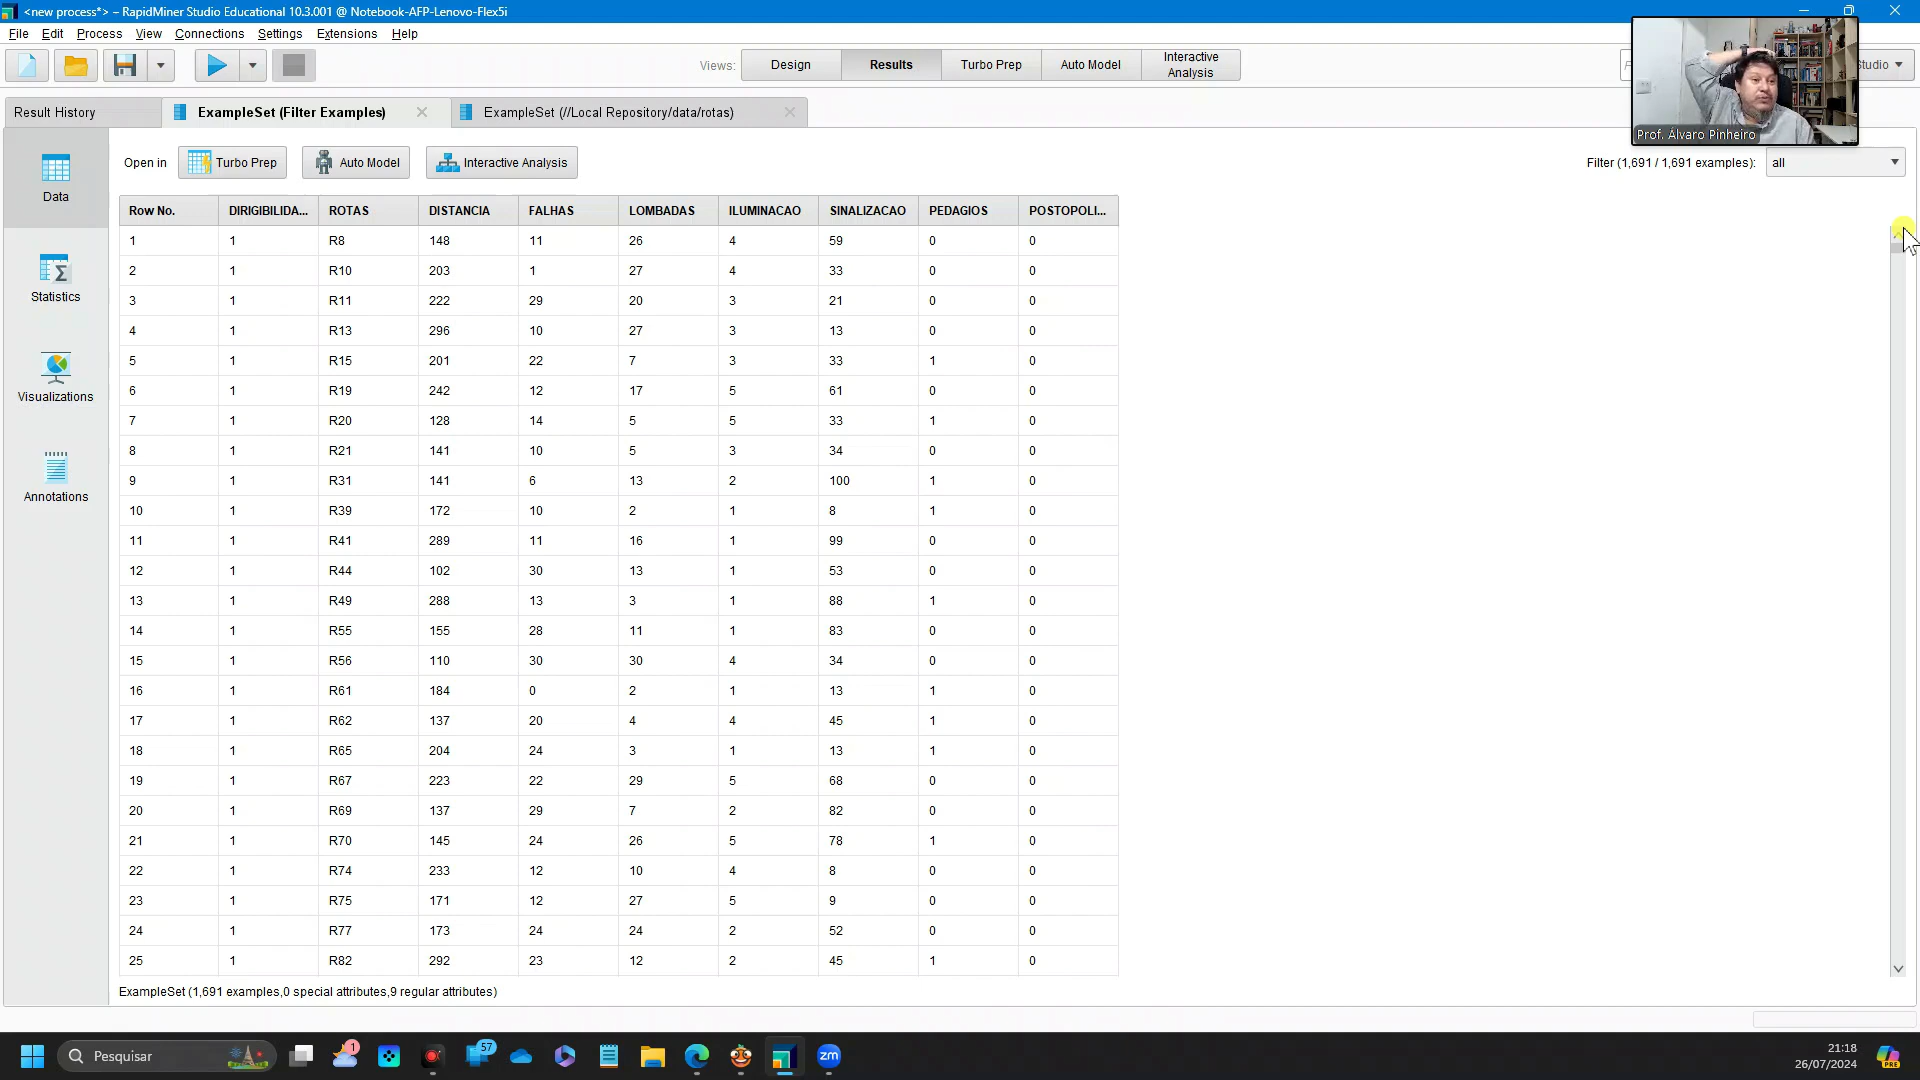 <new process*> – RapidMiner Studio Educational 10.3.001 @ Notebook-AFP-Lenovo-Flex5i
File Edit Process View Connections Settings Extensions Help
Views: Design Results Turbo Prep Auto Model Interactive Analysis
Studio
Prof. Álvaro Pinheiro
Result History ExampleSet (Filter Examples) ExampleSet (//Local Repository/data/rotas)
Open in Turbo Prep Auto Model Interactive Analysis Filter (1,691 / 1,691 examples): all
Data
Statistics
Visualizations
Annotations
Row No. DIRIGIBILIDA... ROTAS DISTANCIA FALHAS LOMBADAS ILUMINACAO SINALIZACAO PEDAGIOS POSTOPOLI...
1 1 R8 148 11 26 4 59 0 0
2 1 R10 203 1 27 4 33 0 0
3 1 R11 222 29 20 3 21 0 0
4 1 R13 296 10 27 3 13 0 0
5 1 R15 201 22 7 3 33 1 0
6 1 R19 242 12 17 5 61 0 0
7 1 R20 128 14 5 5 33 1 0
8 1 R21 141 10 5 3 34 0 0
9 1 R31 141 6 13 2 100 1 0
10 1 R39 172 10 2 1 8 1 0
11 1 R41 289 11 16 1 99 0 0
12 1 R44 102 30 13 1 53 0 0
13 1 R49 288 13 3 1 88 1 0
14 1 R55 155 28 11 1 83 0 0
15 1 R56 110 30 30 4 34 0 0
16 1 R61 184 0 2 1 13 1 0
17 1 R62 137 20 4 4 45 1 0
18 1 R65 204 24 3 1 13 1 0
19 1 R67 223 22 29 5 68 0 0
20 1 R69 137 29 7 2 82 0 0
21 1 R70 145 24 26 5 78 1 0
22 1 R74 233 12 10 4 8 0 0
23 1 R75 171 12 27 5 9 0 0
24 1 R77 173 24 24 2 52 0 0
25 1 R82 292 23 12 2 45 1 0
ExampleSet (1,691 examples,0 special attributes,9 regular attributes)
Pesquisar 1 57 zm PRE
21:18
26/07/2024